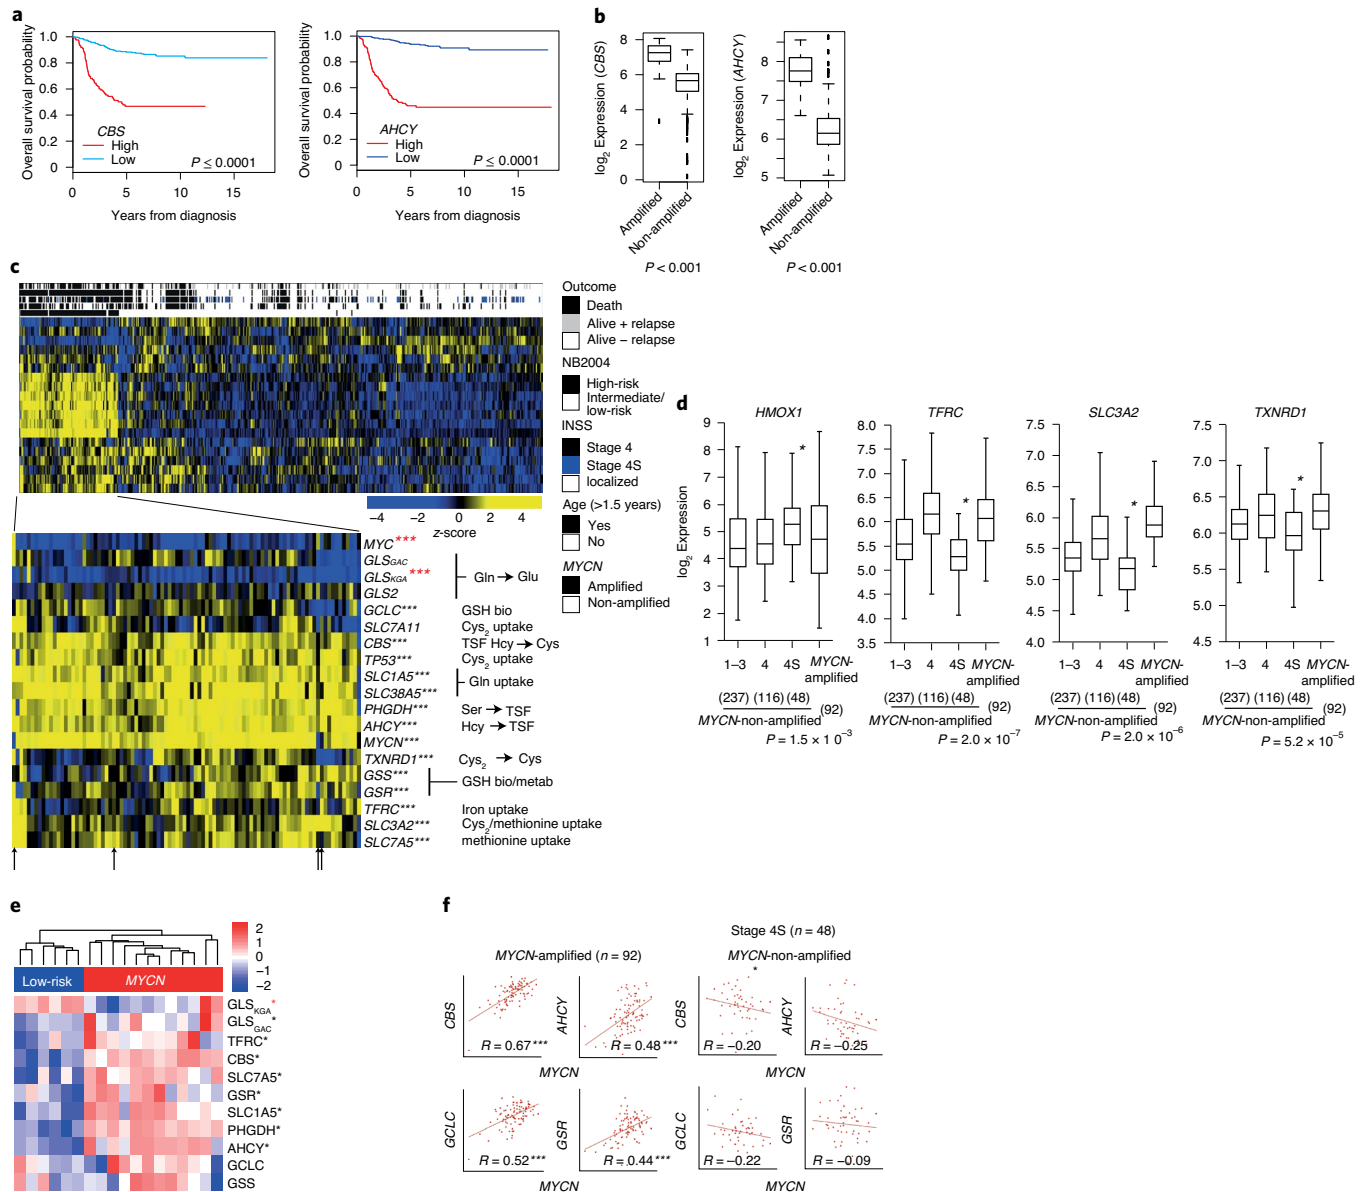 a
Overall survival probability
1.0
0.8
0.6
0.4
0.2
0
CBS
High
Low
P ≤ 0.0001
0 5 10 15
Years from diagnosis
Overall survival probability
1.0
0.8
0.6
0.4
0.2
0
AHCY
High
Low
P ≤ 0.0001
0 5 10 15
Years from diagnosis
b
log2 Expression (CBS)
8
6
4
2
0
Amplified
Non-amplified
P < 0.001
log2 Expression (AHCY)
8
7
6
5
Amplified
Non-amplified
P < 0.001
c
Outcome
Death
Alive + relapse
Alive − relapse
NB2004
High-risk
Intermediate/
low-risk
INSS
Stage 4
Stage 4S
localized
Age (>1.5 years)
Yes
No
MYCN
Amplified
Non-amplified
−4 −2 0 2 4
z-score
MYC***
GLSGAC
GLSKGA***
GLS2
Gln → Glu
GCLC*** GSH bio
SLC7A11 Cys2 uptake
CBS*** TSF Hcy → Cys
TP53*** Cys2 uptake
SLC1A5***
SLC38A5***
Gln uptake
PHGDH*** Ser → TSF
AHCY*** Hcy → TSF
MYCN***
TXNRD1*** Cys2 → Cys
GSS***
GSR***
GSH bio/metab
TFRC*** Iron uptake
SLC3A2*** Cys2/methionine uptake
SLC7A5*** methionine uptake
d
log2 Expression
HMOX1
9
8
7
6
5
4
3
2
1
*
1–3 4 4S MYCN-amplified
(237) (116) (48) (92)
MYCN-non-amplified
P = 1.5 × 10−3
TFRC
8.0
7.5
7.0
6.5
6.0
5.5
5.0
4.5
4.0
3.5
*
1–3 4 4S MYCN-amplified
(237) (116) (48) (92)
MYCN-non-amplified
P = 2.0 × 10−7
SLC3A2
7.5
7.0
6.5
6.0
5.5
5.0
4.5
4.0
*
1–3 4 4S MYCN-amplified
(237) (116) (48) (92)
MYCN-non-amplified
P = 2.0 × 10−6
TXNRD1
7.5
7.0
6.5
6.0
5.5
5.0
4.5
*
1–3 4 4S MYCN-amplified
(237) (116) (48) (92)
MYCN-non-amplified
P = 5.2 × 10−5
e
2
1
0
−1
−2
Low-risk MYCN
GLSKGA*
GLSGAC*
TFRC*
CBS*
SLC7A5*
GSR*
SLC1A5*
PHGDH*
AHCY*
GCLC
GSS
f
MYCN-amplified (n = 92)
Stage 4S (n = 48)
MYCN-non-amplified
*
CBS
R = 0.67***
AHCY
R = 0.48***
MYCN
CBS
R = −0.20
AHCY
R = −0.25
MYCN
GCLC
R = 0.52***
GSR
R = 0.44***
MYCN
GCLC
R = −0.22
GSR
R = −0.09
MYCN